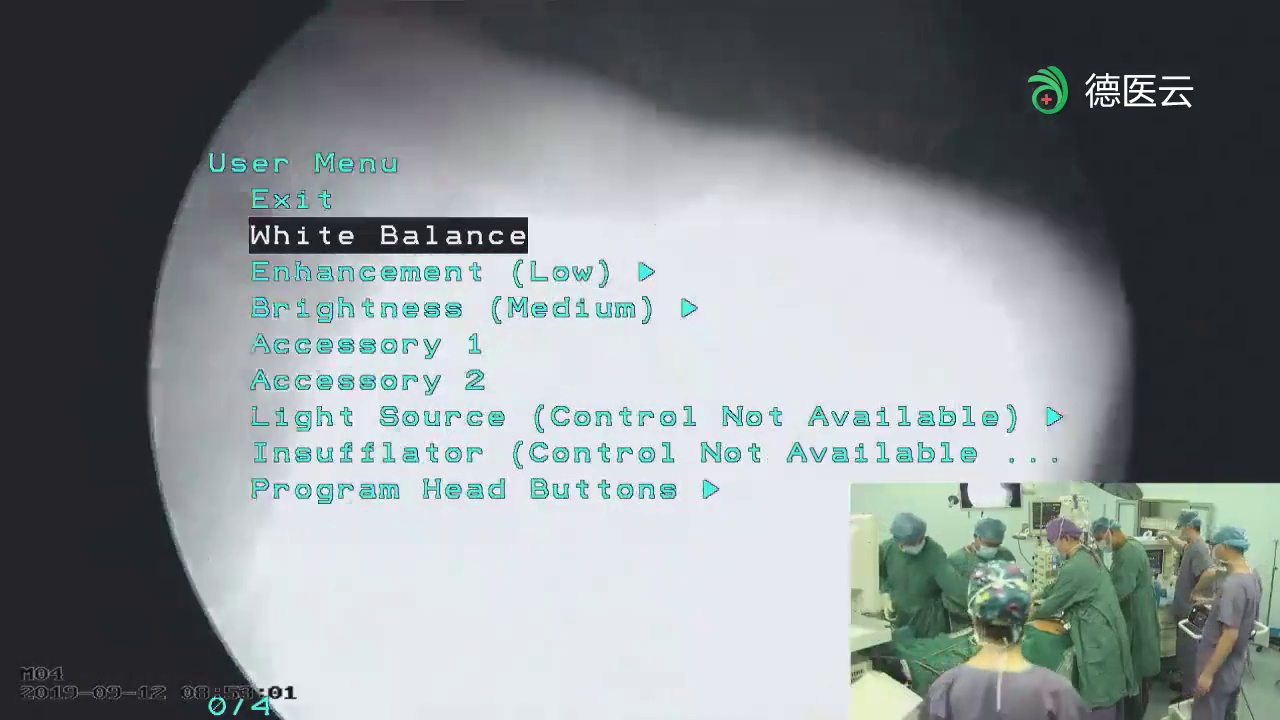 德医云
User Menu
Exit
White Balance
Enhancement (Low) ▶
Brightness (Medium) ▶
Accessory 1
Accessory 2
Light Source (Control Not Available) ▶
Insufflator (Control Not Available ...
Program Head Buttons ▶
M04
2019-09-12 08:53:01
0/4